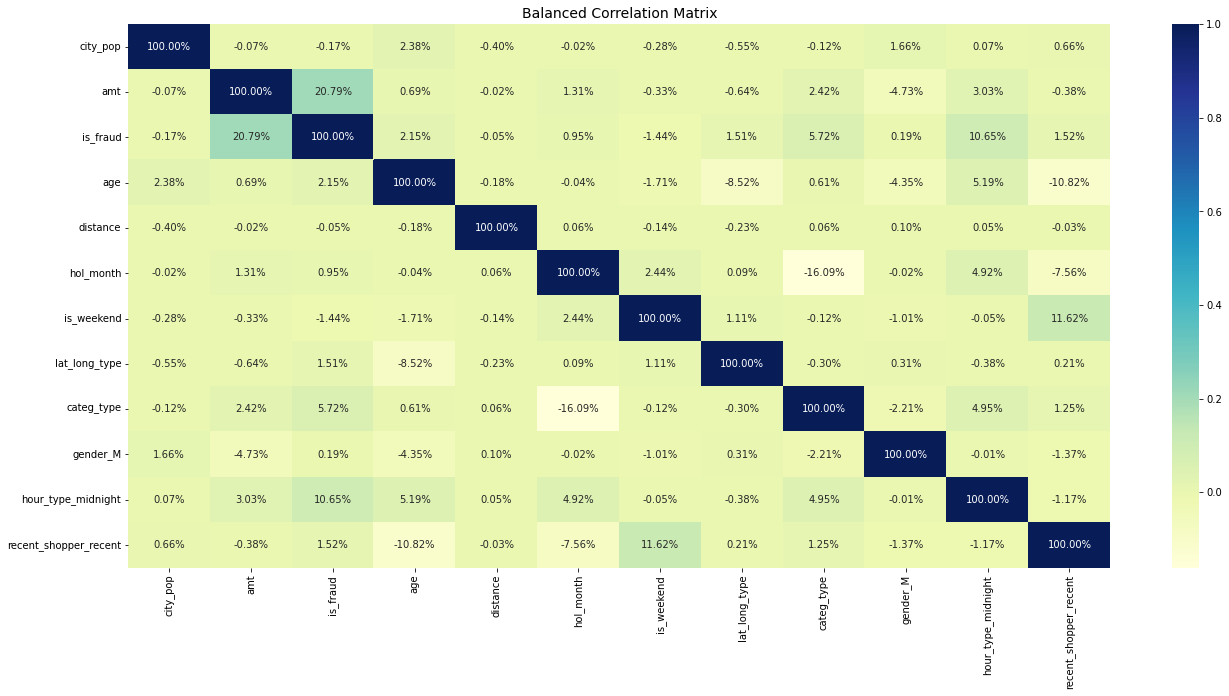 Balanced Correlation Matrix
city_pop 100.00% -0.07% -0.17% 2.38% -0.40% -0.02% -0.28% -0.55% -0.12% 1.66% 0.07% 0.66%
amt -0.07% 100.00% 20.79% 0.69% -0.02% 1.31% -0.33% -0.64% 2.42% -4.73% 3.03% -0.38%
is_fraud -0.17% 20.79% 100.00% 2.15% -0.05% 0.95% -1.44% 1.51% 5.72% 0.19% 10.65% 1.52%
age 2.38% 0.69% 2.15% 100.00% -0.18% -0.04% -1.71% -8.52% 0.61% -4.35% 5.19% -10.82%
distance -0.40% -0.02% -0.05% -0.18% 100.00% 0.06% -0.14% -0.23% 0.06% 0.10% 0.05% -0.03%
hol_month -0.02% 1.31% 0.95% -0.04% 0.06% 100.00% 2.44% 0.09% -16.09% -0.02% 4.92% -7.56%
is_weekend -0.28% -0.33% -1.44% -1.71% -0.14% 2.44% 100.00% 1.11% -0.12% -1.01% -0.05% 11.62%
lat_long_type -0.55% -0.64% 1.51% -8.52% -0.23% 0.09% 1.11% 100.00% -0.30% 0.31% -0.38% 0.21%
categ_type -0.12% 2.42% 5.72% 0.61% 0.06% -16.09% -0.12% -0.30% 100.00% -2.21% 4.95% 1.25%
gender_M 1.66% -4.73% 0.19% -4.35% 0.10% -0.02% -1.01% 0.31% -2.21% 100.00% -0.01% -1.37%
hour_type_midnight 0.07% 3.03% 10.65% 5.19% 0.05% 4.92% -0.05% -0.38% 4.95% -0.01% 100.00% -1.17%
recent_shopper_recent 0.66% -0.38% 1.52% -10.82% -0.03% -7.56% 11.62% 0.21% 1.25% -1.37% -1.17% 100.00%
city_pop
amt
is_fraud
age
distance
hol_month
is_weekend
lat_long_type
categ_type
gender_M
hour_type_midnight
recent_shopper_recent
1.0
0.8
0.6
0.4
0.2
0.0